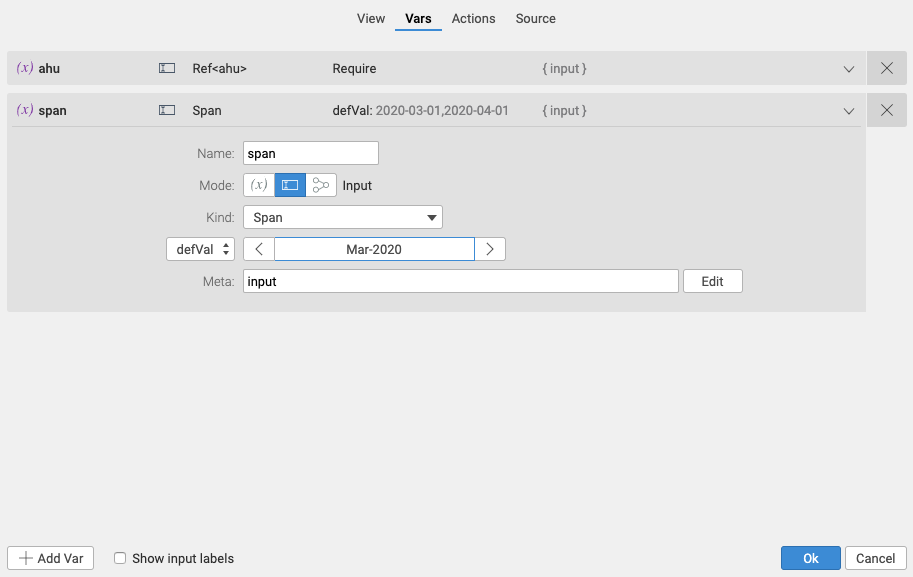 View Vars Actions Source
(x) ahu Ref<ahu> Require { input }
(x) span Span defVal: 2020-03-01,2020-04-01 { input }
Name: span
Mode: (x) Input
Kind: Span
defVal Mar-2020
Meta: input Edit
Add Var Show input labels Ok Cancel